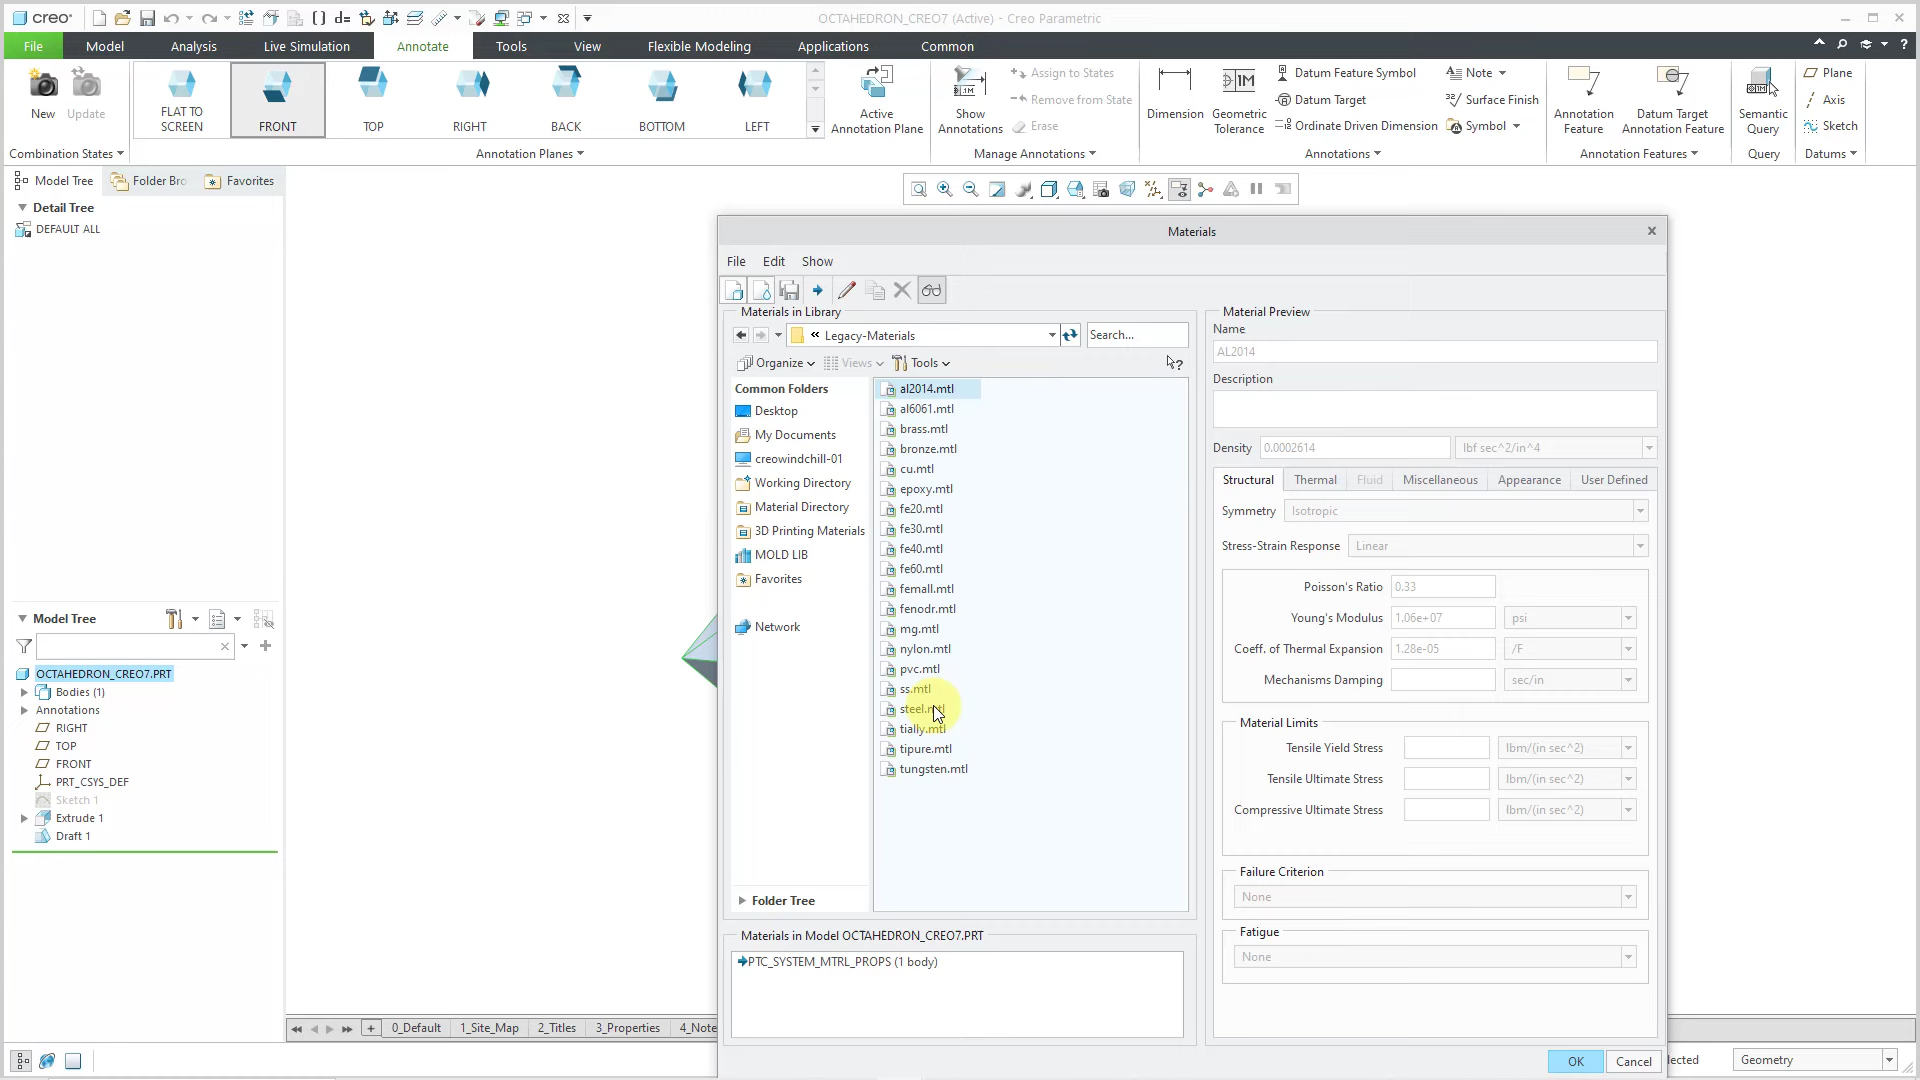 creo
OCTAHEDRON_CREO7 (Active) - Creo Parametric
File
Model
Analysis
Live Simulation
Annotate
Tools
View
Flexible Modeling
Applications
Common
New
Update
FLAT TO
SCREEN
FRONT
TOP
RIGHT
BACK
BOTTOM
LEFT
Active
Annotation Plane
Show
Annotations
Assign to States
Remove from State
Erase
Dimension
Geometric
Tolerance
Datum Feature Symbol
Datum Target
Ordinate Driven Dimension
Note
Surface Finish
Symbol
Annotation
Feature
Datum Target
Annotation Feature
Semantic
Query
Plane
Axis
Sketch
Combination States
Annotation Planes
Manage Annotations
Annotations
Annotation Features
Query
Datums
Model Tree
Folder Bro
Favorites
Detail Tree
DEFAULT ALL
Model Tree
OCTAHEDRON_CREO7.PRT
Bodies (1)
Annotations
RIGHT
TOP
FRONT
PRT_CSYS_DEF
Sketch 1
Extrude 1
Draft 1
Materials
File
Edit
Show
Materials in Library
Legacy-Materials
Search...
Organize
Views
Tools
Common Folders
Desktop
My Documents
creowindchill-01
Working Directory
Material Directory
3D Printing Materials
MOLD LIB
Favorites
Network
Folder Tree
al2014.mtl
al6061.mtl
brass.mtl
bronze.mtl
cu.mtl
epoxy.mtl
fe20.mtl
fe30.mtl
fe40.mtl
fe60.mtl
femall.mtl
fenodr.mtl
mg.mtl
nylon.mtl
pvc.mtl
ss.mtl
steel.mtl
tially.mtl
tipure.mtl
tungsten.mtl
Materials in Model OCTAHEDRON_CREO7.PRT
PTC_SYSTEM_MTRL_PROPS (1 body)
Material Preview
Name
AL2014
Description
Density 0.0002614 lbf sec^2/in^4
Structural
Thermal
Fluid
Miscellaneous
Appearance
User Defined
Symmetry Isotropic
Stress-Strain Response Linear
Poisson's Ratio 0.33
Young's Modulus 1.06e+07 psi
Coeff. of Thermal Expansion 1.28e-05 /F
Mechanisms Damping sec/in
Material Limits
Tensile Yield Stress lbm/(in sec^2)
Tensile Ultimate Stress lbm/(in sec^2)
Compressive Ultimate Stress lbm/(in sec^2)
Failure Criterion
None
Fatigue
None
OK
Cancel
0_Default
1_Site_Map
2_Titles
3_Properties
4_Note
lected
Geometry